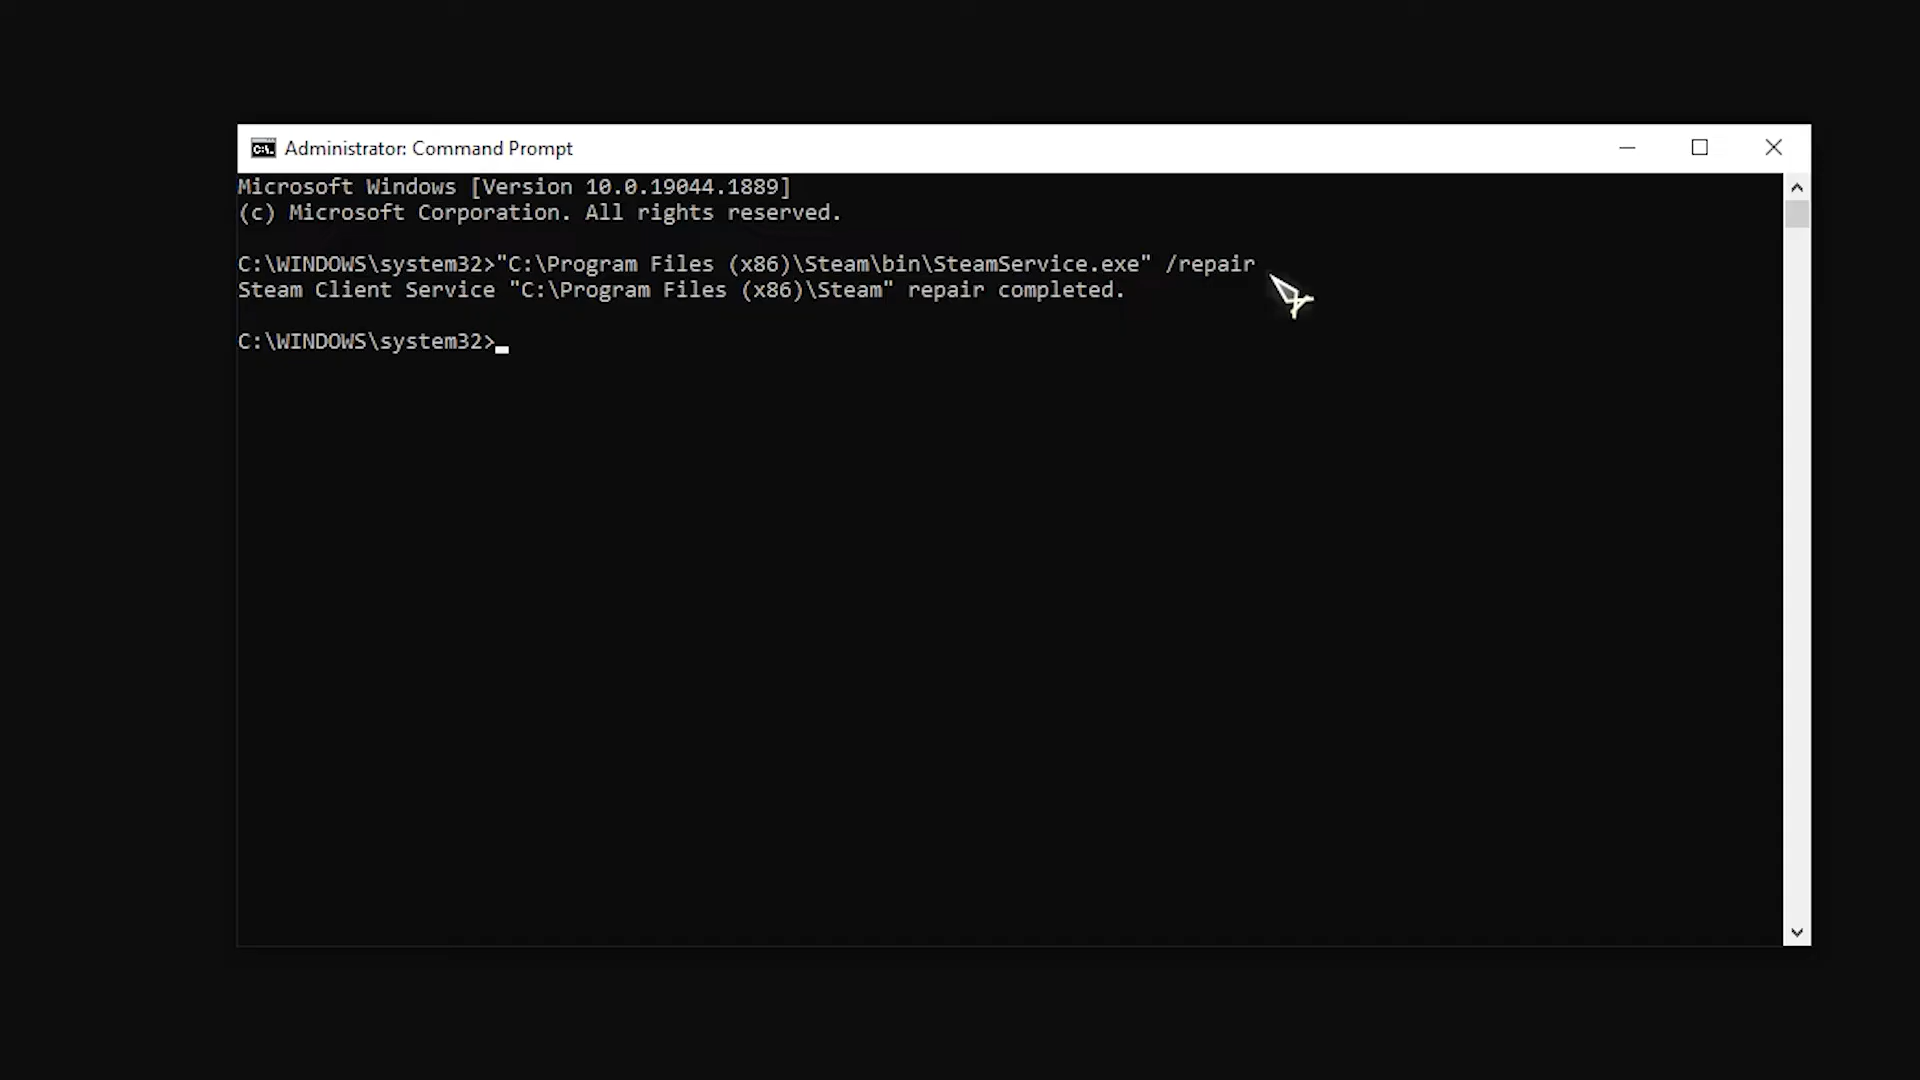 Administrator: Command Prompt
Microsoft Windows [Version 10.0.19044.1889]
(c) Microsoft Corporation. All rights reserved.
C:\WINDOWS\system32>"C:\Program Files (x86)\Steam\bin\SteamService.exe" /repair
Steam Client Service "C:\Program Files (x86)\Steam" repair completed.
C:\WINDOWS\system32>